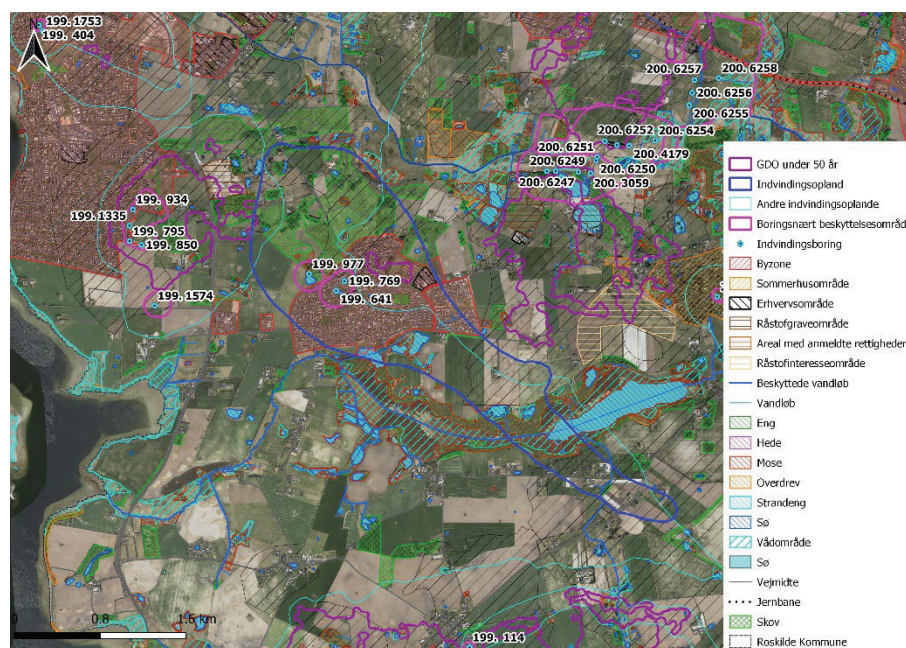 199. 1753
199. 404
N
200. 6257
200. 6258
200. 6256
200. 6255
200. 6252
200. 6254
200. 6251
200. 4179
200. 6249
200. 6250
200. 6247
200. 3059
199. 934
199. 1335
199. 795
199. 850
199. 977
199. 769
199. 641
199. 1574
199. 114
0.8
1.6 km
GDO under 50 år
Indvindingsopland
Andre indvindingsoplande
Boringsnært beskyttelsesområd
Indvindingsboring
Byzone
Sommerhusområde
Erhvervsområde
Råstofgraveområde
Areal med anmeldte rettigheder
Råstofinteresseområde
Beskyttede vandløb
Vandløb
Eng
Hede
Mose
Overdrev
Strandeng
Sø
Vådområde
Sø
Vejmidte
Jernbane
Skov
Roskilde Kommune